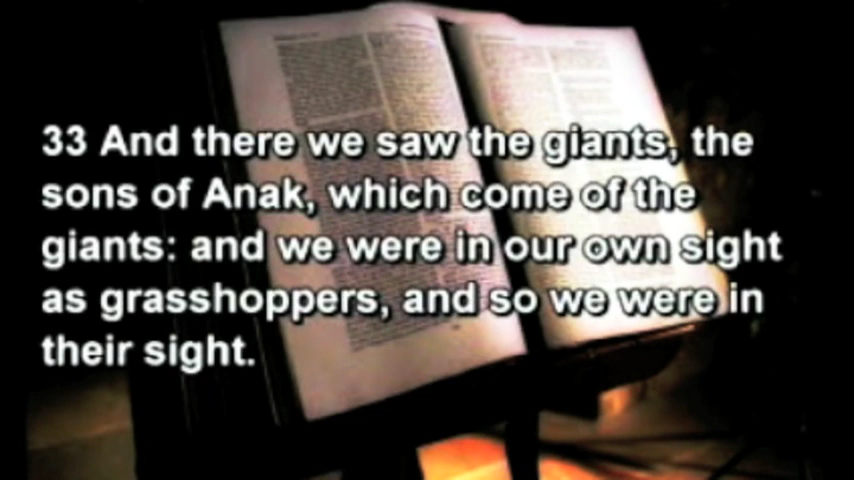 33 And there we saw the giants, the
sons of Anak, which come of the
giants: and we were in our own sight
as grasshoppers, and so we were in
their sight.